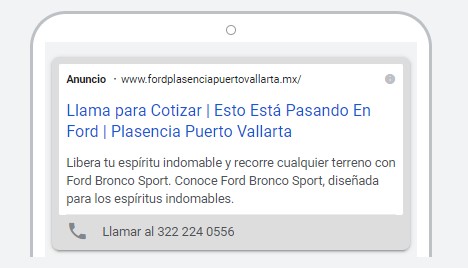 Anuncio · www.fordplasenciapuertovallarta.mx/
Llama para Cotizar | Esto Está Pasando En
Ford | Plasencia Puerto Vallarta
Libera tu espíritu indomable y recorre cualquier terreno con
Ford Bronco Sport. Conoce Ford Bronco Sport, diseñada
para los espíritus indomables.
Llamar al 322 224 0556